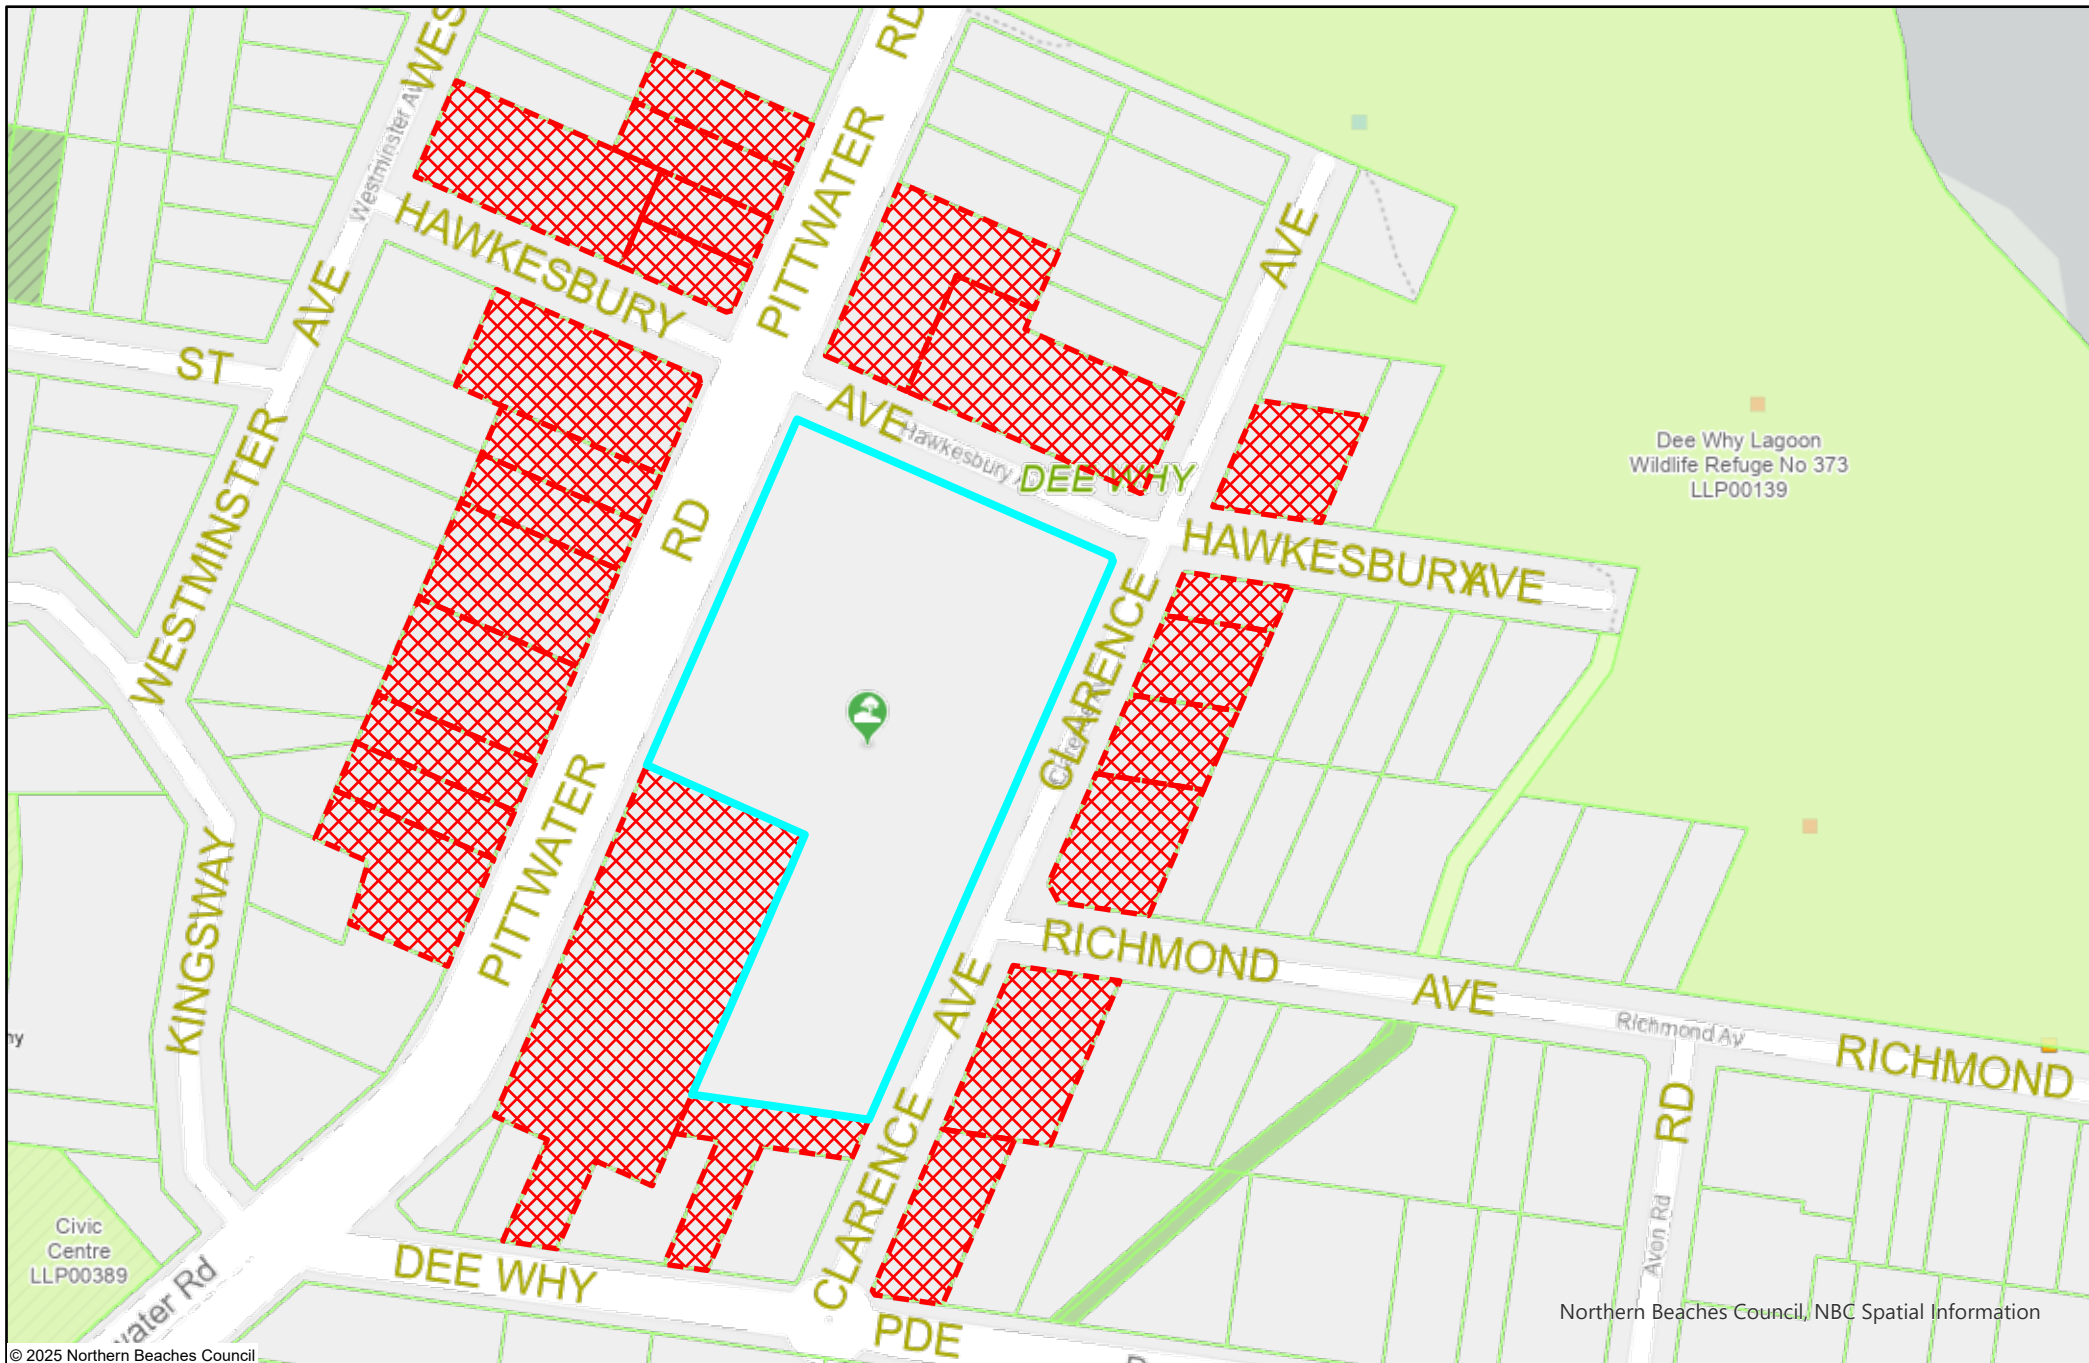 WES
RD
Westminster Av
PITTWATER
HAWKESBURY
AVE
AVE
ST
AVE
Hawkesbury
DEE WHY
Dee Why Lagoon
Wildlife Refuge No 373
LLP00139
WESTMINSTER
RD
HAWKESBURY
AVE
CLARENCE
PITTWATER
KINGSWAY
RICHMOND
AVE
AVE
Richmond Av
RICHMOND
RD
Avon Rd
CLARENCE
Civic
Centre
LLP00389
DEE WHY
PDE
water Rd
Northern Beaches Council, NBC Spatial Information
© 2025 Northern Beaches Council